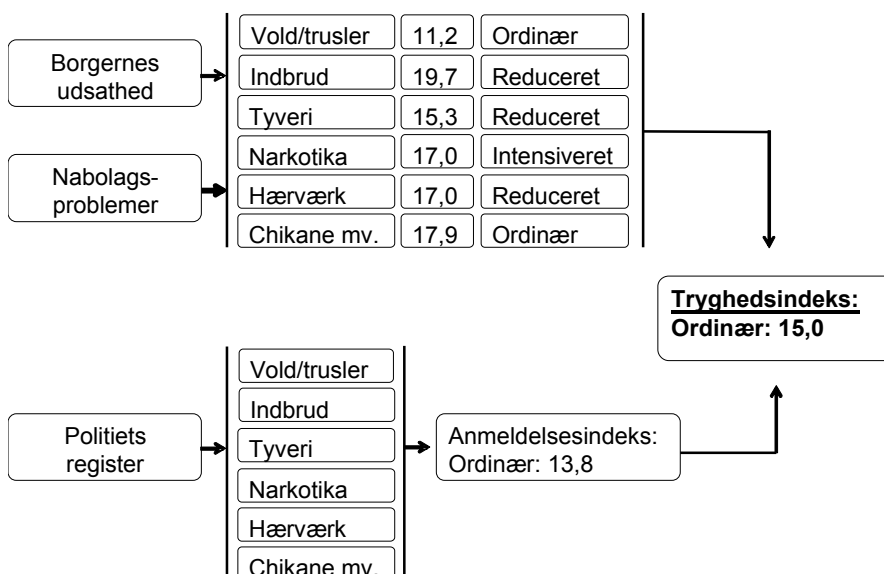 Borgernes
udsathed
Nabolags-
problemer
Vold/trusler 11,2 Ordinær
Indbrud 19,7 Reduceret
Tyveri 15,3 Reduceret
Narkotika 17,0 Intensiveret
Hærværk 17,0 Reduceret
Chikane mv. 17,9 Ordinær
Tryghedsindeks:
Ordinær: 15,0
Politiets
register
Vold/trusler
Indbrud
Tyveri
Narkotika
Hærværk
Chikane mv.
Anmeldelsesindeks:
Ordinær: 13,8